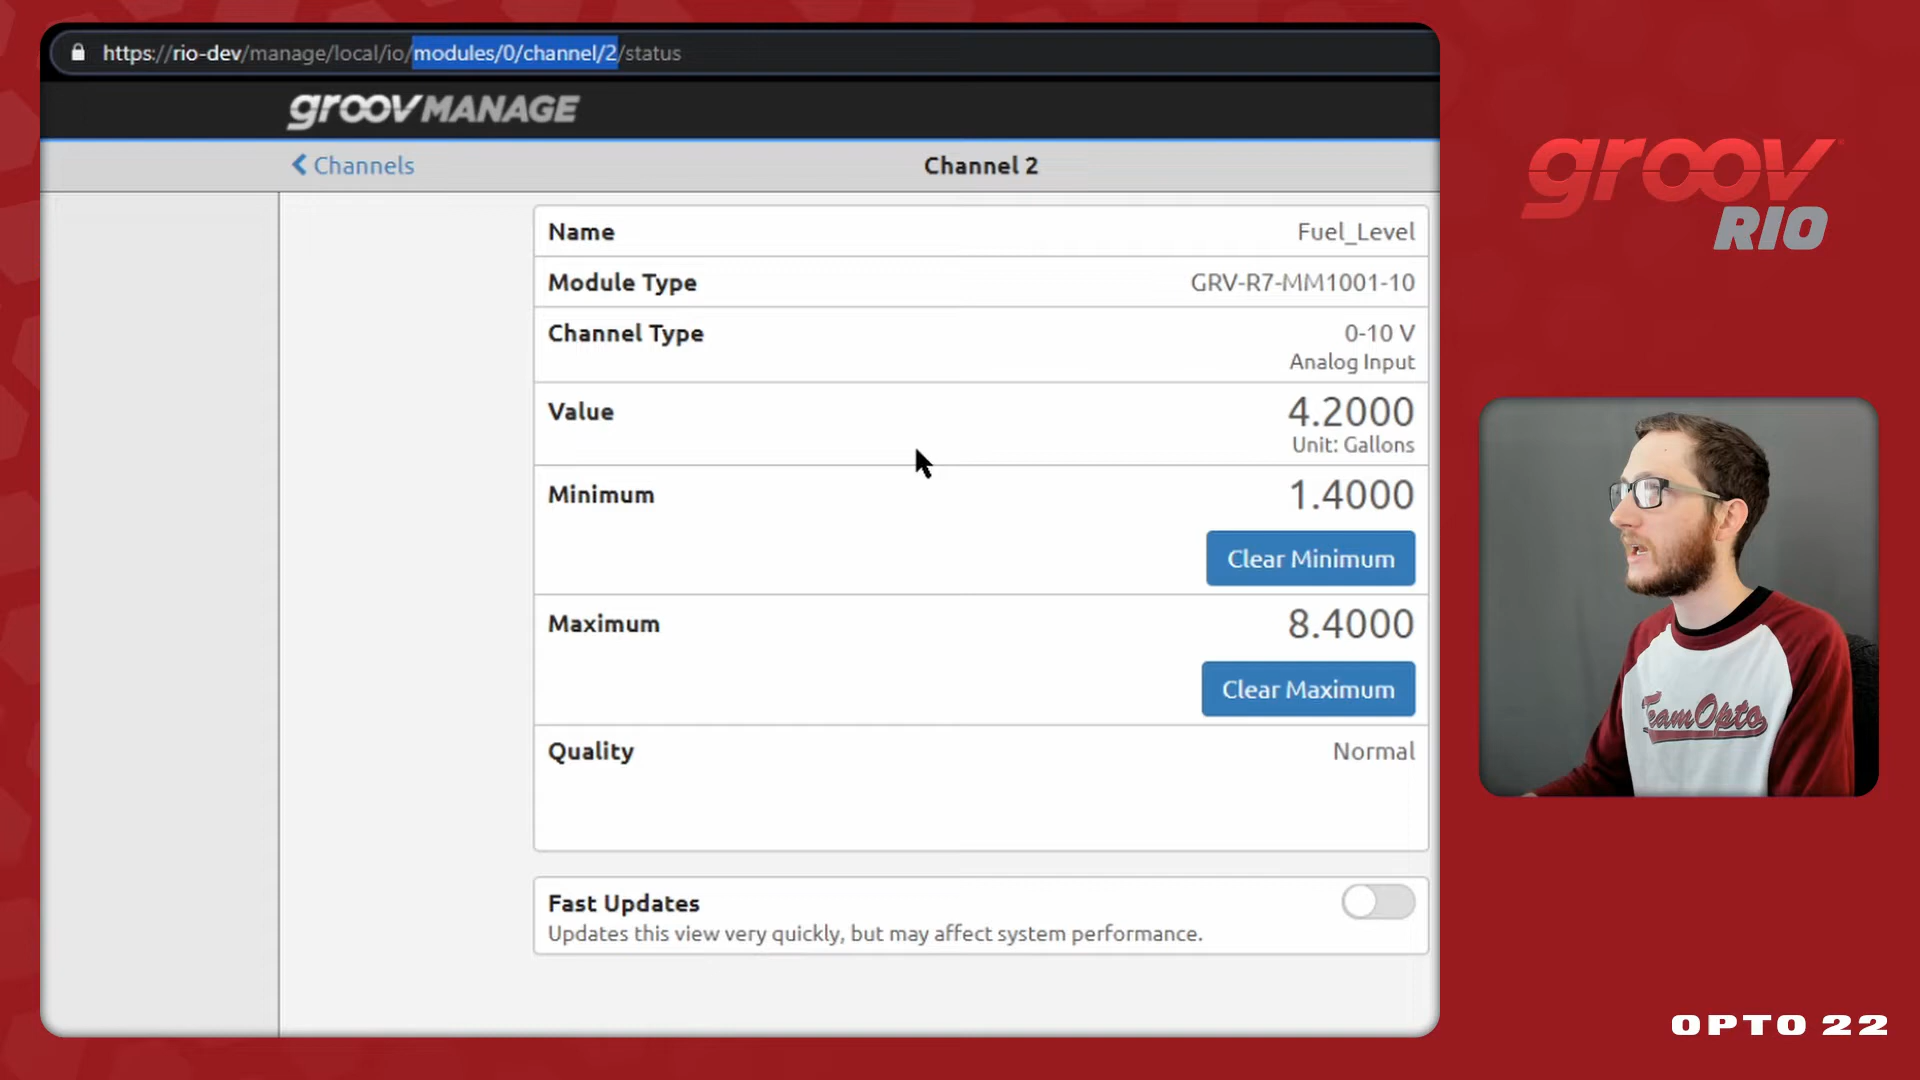 https://rio-dev/manage/local/io/modules/0/channel/2/status
groov MANAGE
Channels
Channel 2
Name
Fuel_Level
Module Type
GRV-R7-MM1001-10
Channel Type
0-10 V
Analog Input
Value
4.2000
Unit: Gallons
Minimum
1.4000
Clear Minimum
Maximum
8.4000
Clear Maximum
Quality
Normal
Fast Updates
Updates this view very quickly, but may affect system performance.
groov
RIO
TeamOpto
OPTO 22